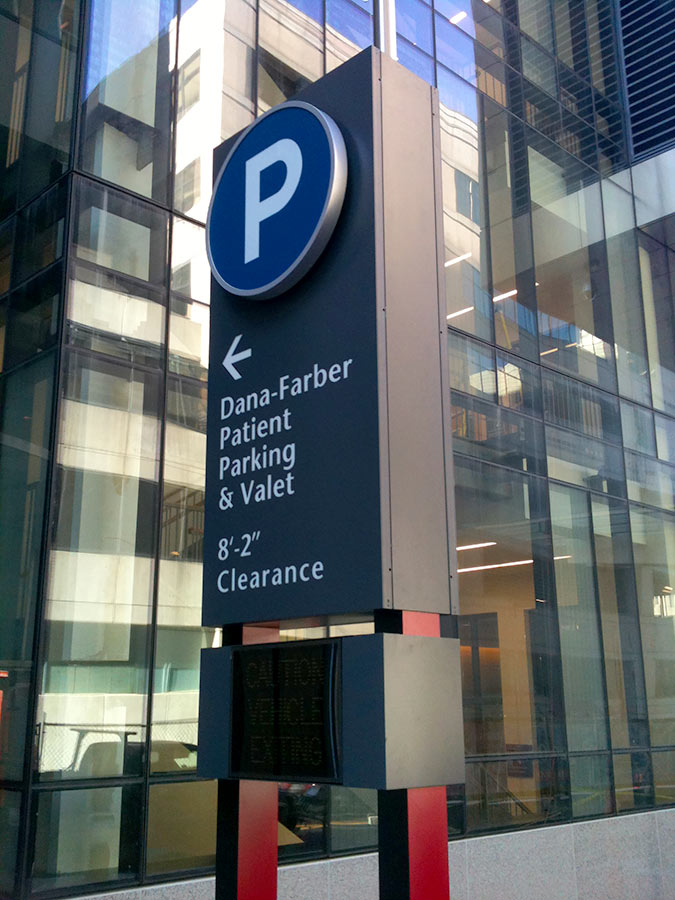 P
←
Dana-Farber
Patient
Parking
& Valet
8'-2"
Clearance
CAUTION
VEHICLE
EXITING